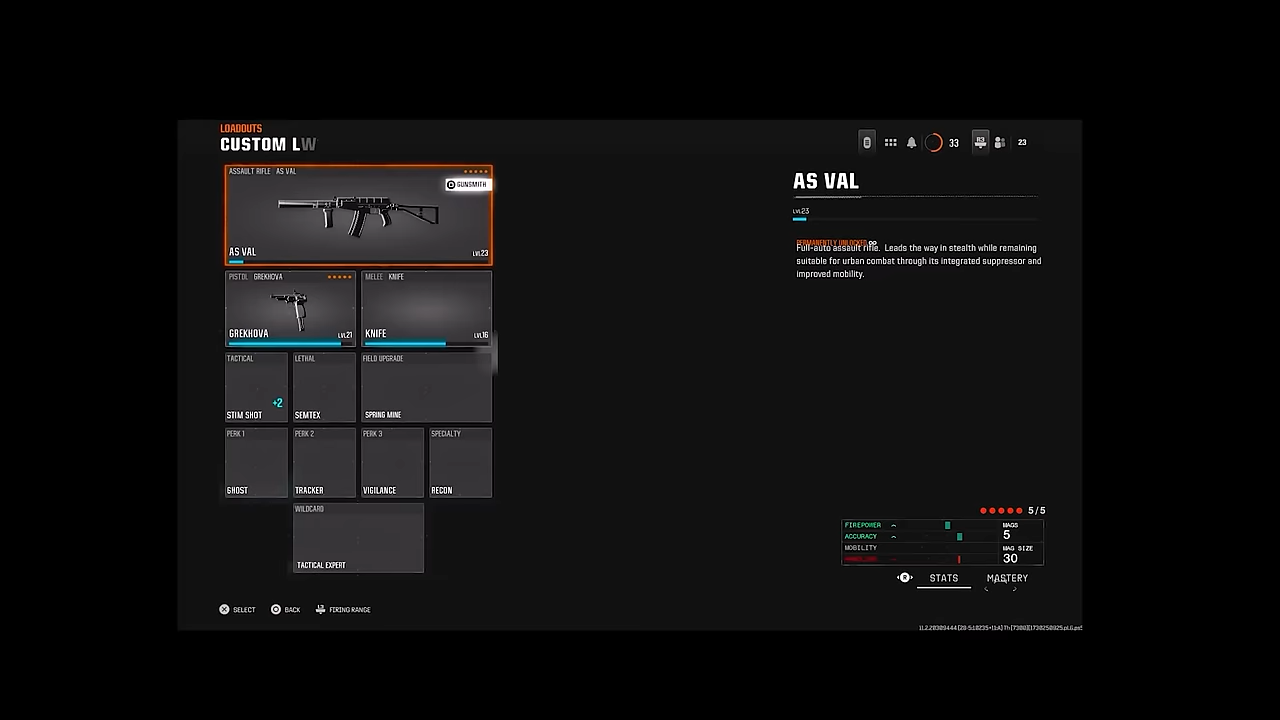 LOADOUTS
CUSTOM LW
33
R3
23
ASSAULT RIFLE AS VAL
GUNSMITH
AS VAL
LVL23
PISTOL GREKHOVA
GREKHOVA
LVL21
MELEE KNIFE
KNIFE
LVL16
TACTICAL
+2
STIM SHOT
LETHAL
SEMTEX
FIELD UPGRADE
SPRING MINE
PERK 1
GHOST
PERK 2
TRACKER
PERK 3
VIGILANCE
SPECIALTY
RECON
WILDCARD
TACTICAL EXPERT
SELECT
BACK
FIRING RANGE
AS VAL
LVL23
PERMANENTLY UNLOCKED
Full-auto assault rifle. Leads the way in stealth while remaining
suitable for urban combat through its integrated suppressor and
improved mobility.
5/5
FIREPOWER
ACCURACY
MOBILITY
MAGS
5
MAG SIZE
30
R
STATS
MASTERY